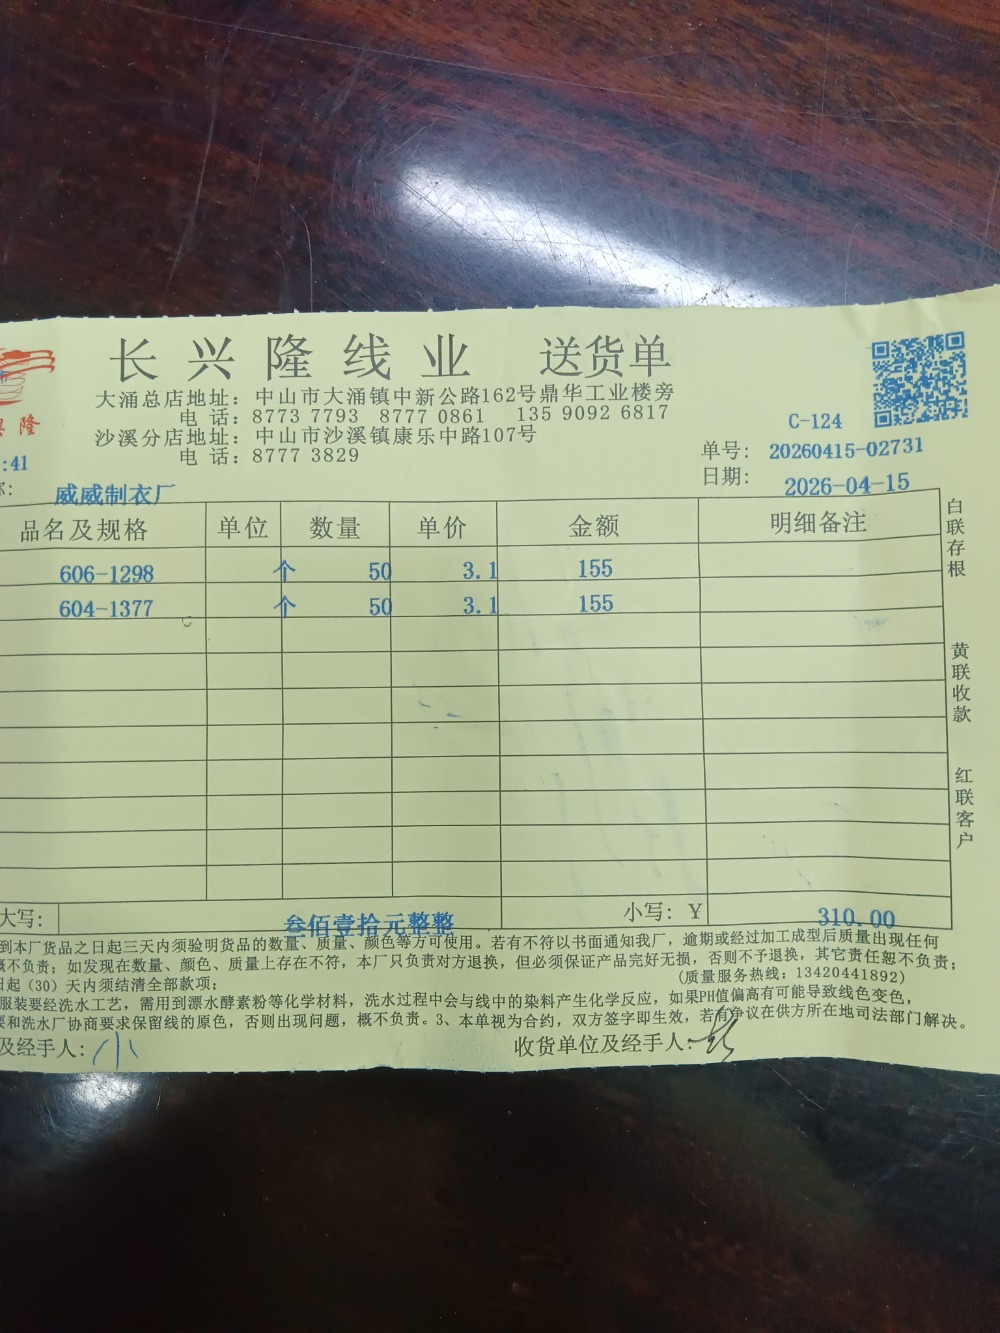 长兴隆线业 送货单
隆
大涌总店地址：中山市大涌镇中新公路162号鼎华工业楼旁
电 话：8773 7793 8777 0861 135 9092 6817
沙溪分店地址：中山市沙溪镇康乐中路107号
电 话：8777 3829
C-124
单号： 20260415-02731
日期： 2026-04-15
:41
威威制衣厂
品名及规格 单位 数量 单价 金额 明细备注
606-1298 个 50 3.1 155
604-1377 个 50 3.1 155
白联存根
黄联收款
红联客户
大写： 叁佰壹拾元整整 小写：Y 310.00
到本厂货品之日起三天内须验明货品的数量、质量、颜色等方可使用。若有不符以书面通知我厂，逾期或经过加工成型后质量出现任何
概不负责；如发现在数量、颜色、质量上存在不符，本厂只负责对方退换，但必须保证产品完好无损，否则不予退换，其它责任恕不负责；
日起（30）天内须结清全部款项； （质量服务热线：13420441892）
服装要经洗水工艺，需用到漂水酵素粉等化学材料，洗水过程中会与线中的染料产生化学反应，如果PH值偏高有可能导致线色变色，
要和洗水厂协商要求保留线的原色，否则出现问题，概不负责。3、本单视为合约，双方签字即生效，若有争议在供方所在地司法部门解决。
及经手人： 小 收货单位及经手人：